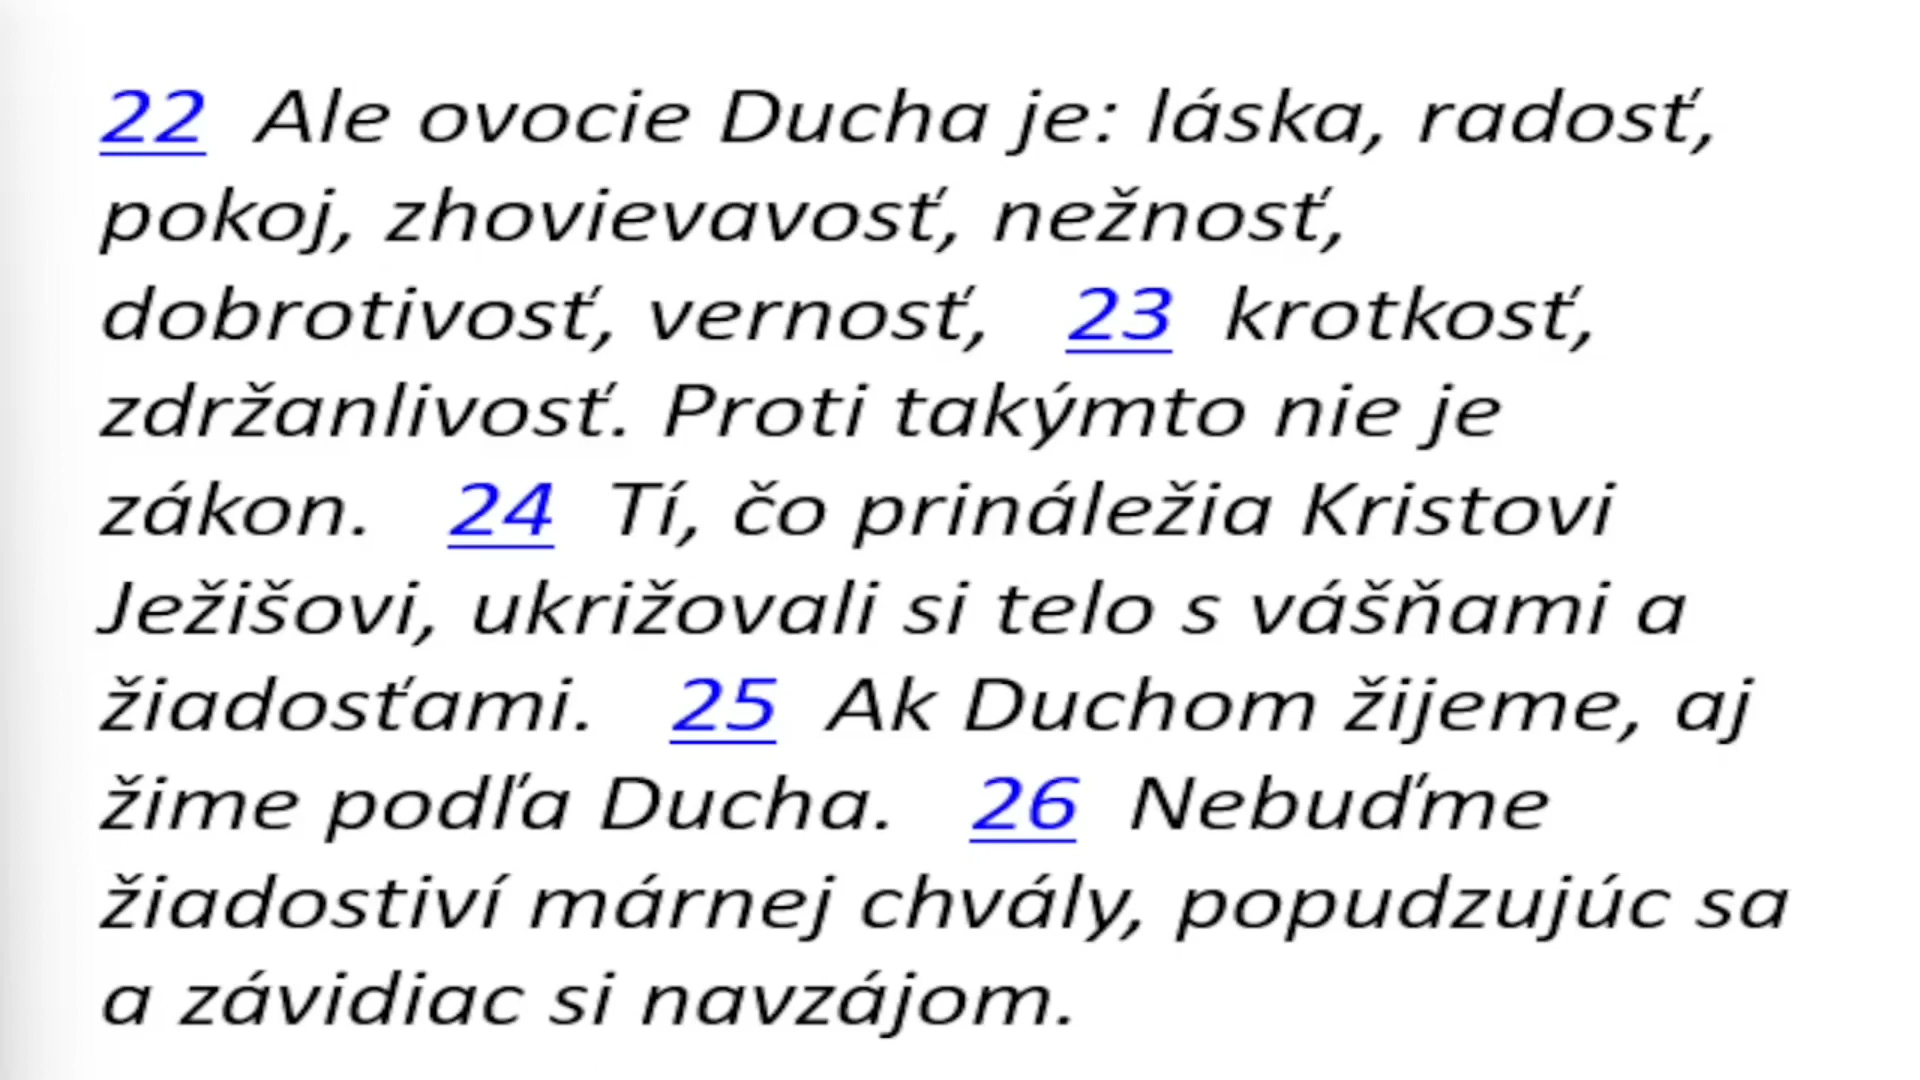 22 Ale ovocie Ducha je: láska, radosť,
pokoj, zhovievavosť, nežnosť,
dobrotivosť, vernosť, 23 krotkosť,
zdržanlivosť. Proti takýmto nie je
zákon. 24 Tí, čo prináležia Kristovi
Ježišovi, ukrižovali si telo s vášňami a
žiadosťami. 25 Ak Duchom žijeme, aj
žime podľa Ducha. 26 Nebuďme
žiadostiví márnej chvály, popudzujúc sa
a závidiac si navzájom.